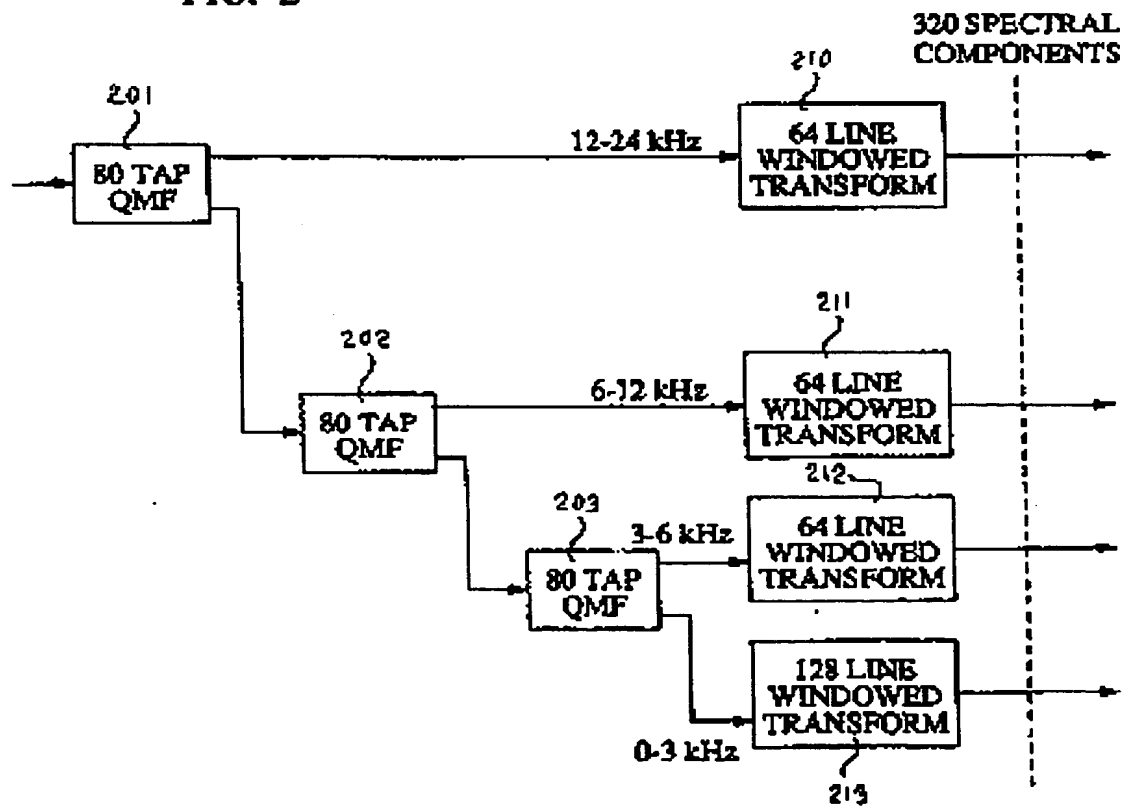 320 SPECTRAL
COMPONENTS
210
201
12-24 kHz
64 LINE
WINDOWED
TRANSFORM
80 TAP
QMF
211
202
6-12 kHz
64 LINE
WINDOWED
TRANSFORM
80 TAP
QMF
212
203
3-6 kHz
64 LINE
WINDOWED
TRANSFORM
80 TAP
QMF
128 LINE
WINDOWED
TRANSFORM
0-3 kHz
213